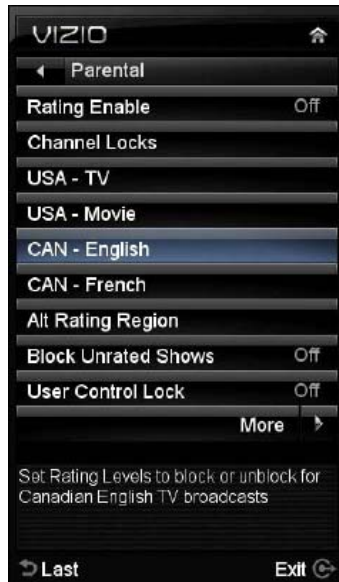 VIZIO
Parental
Rating Enable Off
Channel Locks
USA - TV
USA - Movie
CAN - English
CAN - French
Alt Rating Region
Block Unrated Shows Off
User Control Lock Off
More
Set Rating Levels to block or unblock for
Canadian English TV broadcasts
Last Exit